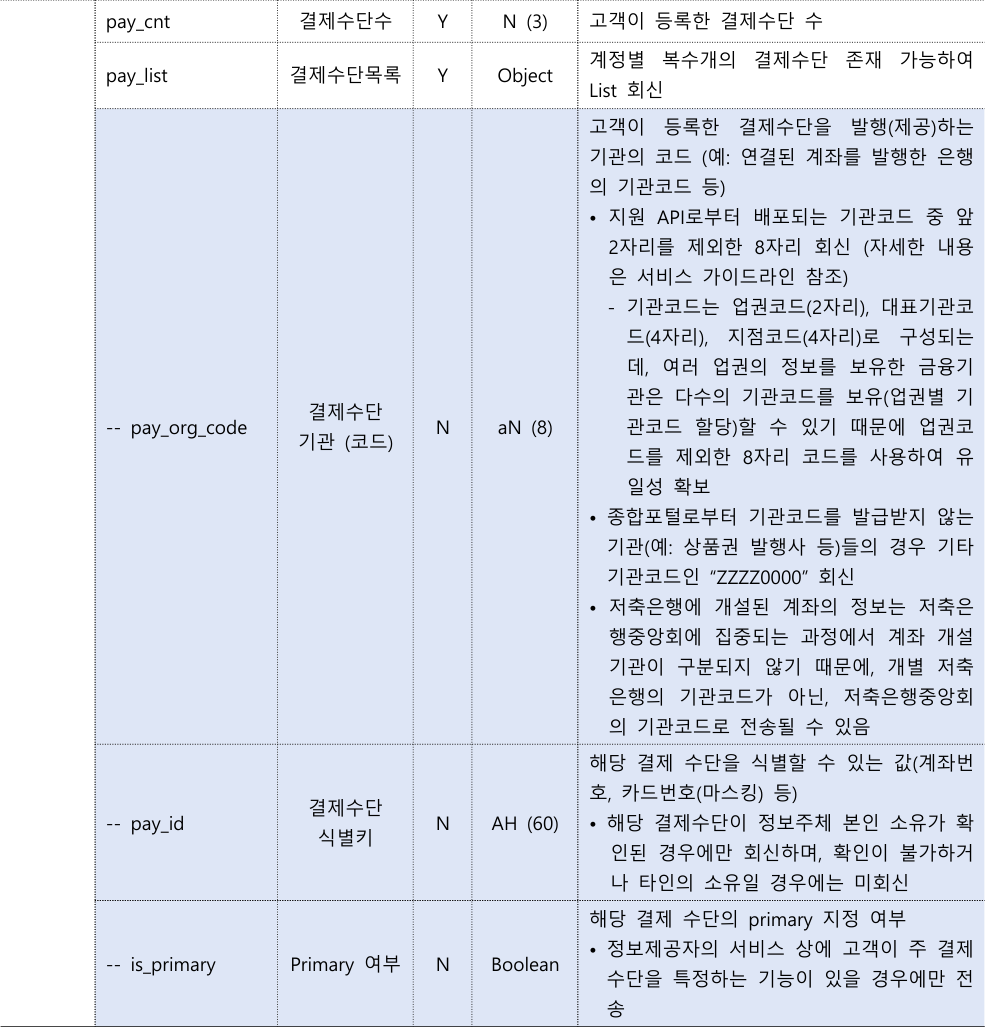 pay_cnt 결제수단수 Y N (3) 고객이 등록한 결제수단 수
pay_list 결제수단목록 Y Object 계정별 복수개의 결제수단 존재 가능하여
List 회신
-- pay_org_code 결제수단
기관 (코드) N aN (8) 고객이 등록한 결제수단을 발행(제공)하는
기관의 코드 (예: 연결된 계좌를 발행한 은행
의 기관코드 등)
• 지원 API로부터 배포되는 기관코드 중 앞
2자리를 제외한 8자리 회신 (자세한 내용
은 서비스 가이드라인 참조)
- 기관코드는 업권코드(2자리), 대표기관코
드(4자리), 지점코드(4자리)로 구성되는
데, 여러 업권의 정보를 보유한 금융기
관은 다수의 기관코드를 보유(업권별 기
관코드 할당)할 수 있기 때문에 업권코
드를 제외한 8자리 코드를 사용하여 유
일성 확보
• 종합포털로부터 기관코드를 발급받지 않는
기관(예: 상품권 발행사 등)들의 경우 기타
기관코드인 “ZZZZ0000” 회신
• 저축은행에 개설된 계좌의 정보는 저축은
행중앙회에 집중되는 과정에서 계좌 개설
기관이 구분되지 않기 때문에, 개별 저축
은행의 기관코드가 아닌, 저축은행중앙회
의 기관코드로 전송될 수 있음
-- pay_id 결제수단
식별키 N AH (60) 해당 결제 수단을 식별할 수 있는 값(계좌번
호, 카드번호(마스킹) 등)
• 해당 결제수단이 정보주체 본인 소유가 확
인된 경우에만 회신하며, 확인이 불가하거
나 타인의 소유일 경우에는 미회신
-- is_primary Primary 여부 N Boolean 해당 결제 수단의 primary 지정 여부
• 정보제공자의 서비스 상에 고객이 주 결제
수단을 특정하는 기능이 있을 경우에만 전
송